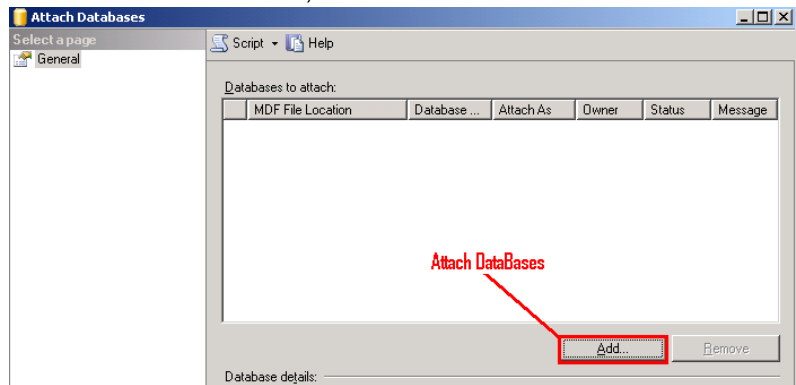 Attach Databases
Select a page
General
Script Help
Databases to attach:
MDF File Location Database ... Attach As Owner Status Message
Attach DataBases
Add... Remove
Database details: